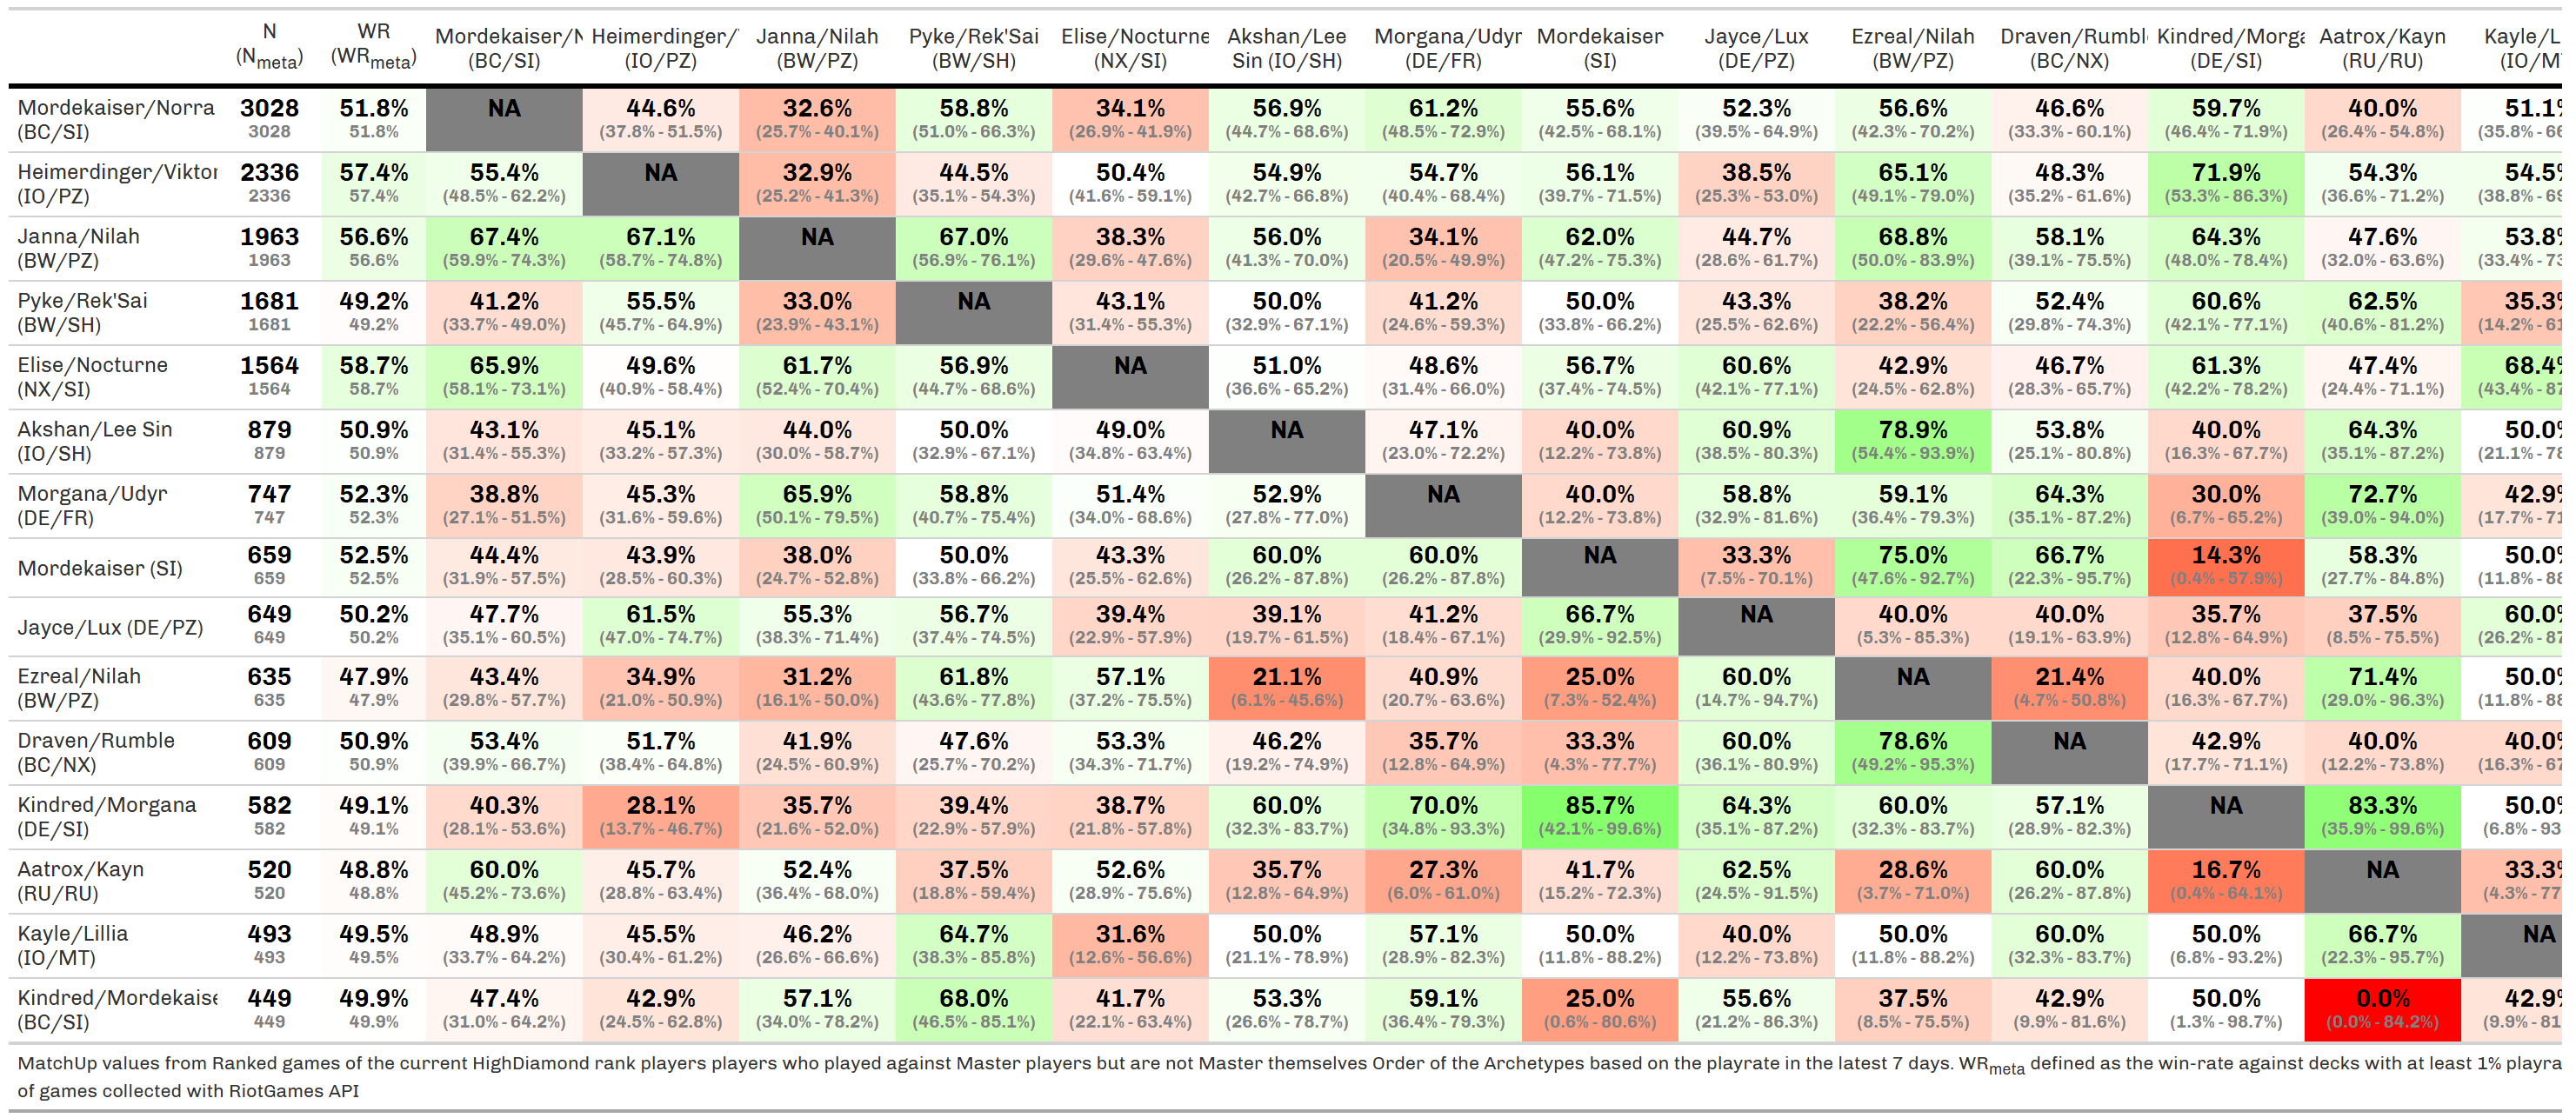 N WR Mordekaiser/N Heimerdinger/ Janna/Nilah Pyke/Rek'Sai Elise/Nocturne Akshan/Lee Morgana/Udyr Mordekaiser Jayce/Lux Ezreal/Nilah Draven/Rumbl Kindred/Morga Aatrox/Kayn Kayle/L
(Nmeta) (WRmeta) (BC/SI) (IO/PZ) (BW/PZ) (BW/SH) (NX/SI) Sin (IO/SH) (DE/FR) (SI) (DE/PZ) (BW/PZ) (BC/NX) (DE/SI) (RU/RU) (IO/M
Mordekaiser/Norra 3028 51.8% NA 44.6% 32.6% 58.8% 34.1% 56.9% 61.2% 55.6% 52.3% 56.6% 46.6% 59.7% 40.0% 51.1%
(BC/SI) 3028 51.8% (37.8% - 51.5%) (25.7% - 40.1%) (51.0% - 66.3%) (26.9% - 41.9%) (44.7% - 68.6%) (48.5% - 72.9%) (42.5% - 68.1%) (39.5% - 64.9%) (42.3% - 70.2%) (33.3% - 60.1%) (46.4% - 71.9%) (26.4% - 54.8%) (35.8% - 66
Heimerdinger/Viktor 2336 57.4% 55.4% NA 32.9% 44.5% 50.4% 54.9% 54.7% 56.1% 38.5% 65.1% 48.3% 71.9% 54.3% 54.5%
(IO/PZ) 2336 57.4% (48.5% - 62.2%) (25.2% - 41.3%) (35.1% - 54.3%) (41.6% - 59.1%) (42.7% - 66.8%) (40.4% - 68.4%) (39.7% - 71.5%) (25.3% - 53.0%) (49.1% - 79.0%) (35.2% - 61.6%) (53.3% - 86.3%) (36.6% - 71.2%) (38.8% - 69
Janna/Nilah 1963 56.6% 67.4% 67.1% NA 67.0% 38.3% 56.0% 34.1% 62.0% 44.7% 68.8% 58.1% 64.3% 47.6% 53.8%
(BW/PZ) 1963 56.6% (59.9% - 74.3%) (58.7% - 74.8%) (56.9% - 76.1%) (29.6% - 47.6%) (41.3% - 70.0%) (20.5% - 49.9%) (47.2% - 75.3%) (28.6% - 61.7%) (50.0% - 83.9%) (39.1% - 75.5%) (48.0% - 78.4%) (32.0% - 63.6%) (33.4% - 73
Pyke/Rek'Sai 1681 49.2% 41.2% 55.5% 33.0% NA 43.1% 50.0% 41.2% 50.0% 43.3% 38.2% 52.4% 60.6% 62.5% 35.3%
(BW/SH) 1681 49.2% (33.7% - 49.0%) (45.7% - 64.9%) (23.9% - 43.1%) (31.4% - 55.3%) (32.9% - 67.1%) (24.6% - 59.3%) (33.8% - 66.2%) (25.5% - 62.6%) (22.2% - 56.4%) (29.8% - 74.3%) (42.1% - 77.1%) (40.6% - 81.2%) (14.2% - 61
Elise/Nocturne 1564 58.7% 65.9% 49.6% 61.7% 56.9% NA 51.0% 48.6% 56.7% 60.6% 42.9% 46.7% 61.3% 47.4% 68.4%
(NX/SI) 1564 58.7% (58.1% - 73.1%) (40.9% - 58.4%) (52.4% - 70.4%) (44.7% - 68.6%) (36.6% - 65.2%) (31.4% - 66.0%) (37.4% - 74.5%) (42.1% - 77.1%) (24.5% - 62.8%) (28.3% - 65.7%) (42.2% - 78.2%) (24.4% - 71.1%) (43.4% - 87
Akshan/Lee Sin 879 50.9% 43.1% 45.1% 44.0% 50.0% 49.0% NA 47.1% 40.0% 60.9% 78.9% 53.8% 40.0% 64.3% 50.0%
(IO/SH) 879 50.9% (31.4% - 55.3%) (33.2% - 57.3%) (30.0% - 58.7%) (32.9% - 67.1%) (34.8% - 63.4%) (23.0% - 72.2%) (12.2% - 73.8%) (38.5% - 80.3%) (54.4% - 93.9%) (25.1% - 80.8%) (16.3% - 67.7%) (35.1% - 87.2%) (21.1% - 78
Morgana/Udyr 747 52.3% 38.8% 45.3% 65.9% 58.8% 51.4% 52.9% NA 40.0% 58.8% 59.1% 64.3% 30.0% 72.7% 42.9%
(DE/FR) 747 52.3% (27.1% - 51.5%) (31.6% - 59.6%) (50.1% - 79.5%) (40.7% - 75.4%) (34.0% - 68.6%) (27.8% - 77.0%) (12.2% - 73.8%) (32.9% - 81.6%) (36.4% - 79.3%) (35.1% - 87.2%) (6.7% - 65.2%) (39.0% - 94.0%) (17.7% - 71
Mordekaiser (SI) 659 52.5% 44.4% 43.9% 38.0% 50.0% 43.3% 60.0% 60.0% NA 33.3% 75.0% 66.7% 14.3% 58.3% 50.0%
659 52.5% (31.9% - 57.5%) (28.5% - 60.3%) (24.7% - 52.8%) (33.8% - 66.2%) (25.5% - 62.6%) (26.2% - 87.8%) (26.2% - 87.8%) (7.5% - 70.1%) (47.6% - 92.7%) (22.3% - 95.7%) (0.4% - 57.9%) (27.7% - 84.8%) (11.8% - 88
Jayce/Lux (DE/PZ) 649 50.2% 47.7% 61.5% 55.3% 56.7% 39.4% 39.1% 41.2% 66.7% NA 40.0% 40.0% 35.7% 37.5% 60.0%
649 50.2% (35.1% - 60.5%) (47.0% - 74.7%) (38.3% - 71.4%) (37.4% - 74.5%) (22.9% - 57.9%) (19.7% - 61.5%) (18.4% - 67.1%) (29.9% - 92.5%) (5.3% - 85.3%) (19.1% - 63.9%) (12.8% - 64.9%) (8.5% - 75.5%) (26.2% - 87
Ezreal/Nilah 635 47.9% 43.4% 34.9% 31.2% 61.8% 57.1% 21.1% 40.9% 25.0% 60.0% NA 21.4% 40.0% 71.4% 50.0%
(BW/PZ) 635 47.9% (29.8% - 57.7%) (21.0% - 50.9%) (16.1% - 50.0%) (43.6% - 77.8%) (37.2% - 75.5%) (6.1% - 45.6%) (20.7% - 63.6%) (7.3% - 52.4%) (14.7% - 94.7%) (4.7% - 50.8%) (16.3% - 67.7%) (29.0% - 96.3%) (11.8% - 88
Draven/Rumble 609 50.9% 53.4% 51.7% 41.9% 47.6% 53.3% 46.2% 35.7% 33.3% 60.0% 78.6% NA 42.9% 40.0% 40.0%
(BC/NX) 609 50.9% (39.9% - 66.7%) (38.4% - 64.8%) (24.5% - 60.9%) (25.7% - 70.2%) (34.3% - 71.7%) (19.2% - 74.9%) (12.8% - 64.9%) (4.3% - 77.7%) (36.1% - 80.9%) (49.2% - 95.3%) (17.7% - 71.1%) (12.2% - 73.8%) (16.3% - 67
Kindred/Morgana 582 49.1% 40.3% 28.1% 35.7% 39.4% 38.7% 60.0% 70.0% 85.7% 64.3% 60.0% 57.1% NA 83.3% 50.0%
(DE/SI) 582 49.1% (28.1% - 53.6%) (13.7% - 46.7%) (21.6% - 52.0%) (22.9% - 57.9%) (21.8% - 57.8%) (32.3% - 83.7%) (34.8% - 93.3%) (42.1% - 99.6%) (35.1% - 87.2%) (32.3% - 83.7%) (28.9% - 82.3%) (35.9% - 99.6%) (6.8% - 93
Aatrox/Kayn 520 48.8% 60.0% 45.7% 52.4% 37.5% 52.6% 35.7% 27.3% 41.7% 62.5% 28.6% 60.0% 16.7% NA 33.3%
(RU/RU) 520 48.8% (45.2% - 73.6%) (28.8% - 63.4%) (36.4% - 68.0%) (18.8% - 59.4%) (28.9% - 75.6%) (12.8% - 64.9%) (6.0% - 61.0%) (15.2% - 72.3%) (24.5% - 91.5%) (3.7% - 71.0%) (26.2% - 87.8%) (0.4% - 64.1%) (4.3% - 77
Kayle/Lillia 493 49.5% 48.9% 45.5% 46.2% 64.7% 31.6% 50.0% 57.1% 50.0% 40.0% 50.0% 60.0% 50.0% 66.7% NA
(IO/MT) 493 49.5% (33.7% - 64.2%) (30.4% - 61.2%) (26.6% - 66.6%) (38.3% - 85.8%) (12.6% - 56.6%) (21.1% - 78.9%) (28.9% - 82.3%) (11.8% - 88.2%) (12.2% - 73.8%) (11.8% - 88.2%) (32.3% - 83.7%) (6.8% - 93.2%) (22.3% - 95.7%)
Kindred/Mordekaise 449 49.9% 47.4% 42.9% 57.1% 68.0% 41.7% 53.3% 59.1% 25.0% 55.6% 37.5% 42.9% 50.0% 0.0% 42.9%
(BC/SI) 449 49.9% (31.0% - 64.2%) (24.5% - 62.8%) (34.0% - 78.2%) (46.5% - 85.1%) (22.1% - 63.4%) (26.6% - 78.7%) (36.4% - 79.3%) (0.6% - 80.6%) (21.2% - 86.3%) (8.5% - 75.5%) (9.9% - 81.6%) (1.3% - 98.7%) (0.0% - 84.2%) (9.9% - 81
MatchUp values from Ranked games of the current HighDiamond rank players players who played against Master players but are not Master themselves Order of the Archetypes based on the playrate in the latest 7 days. WRmeta defined as the win-rate against decks with at least 1% playra
of games collected with RiotGames API